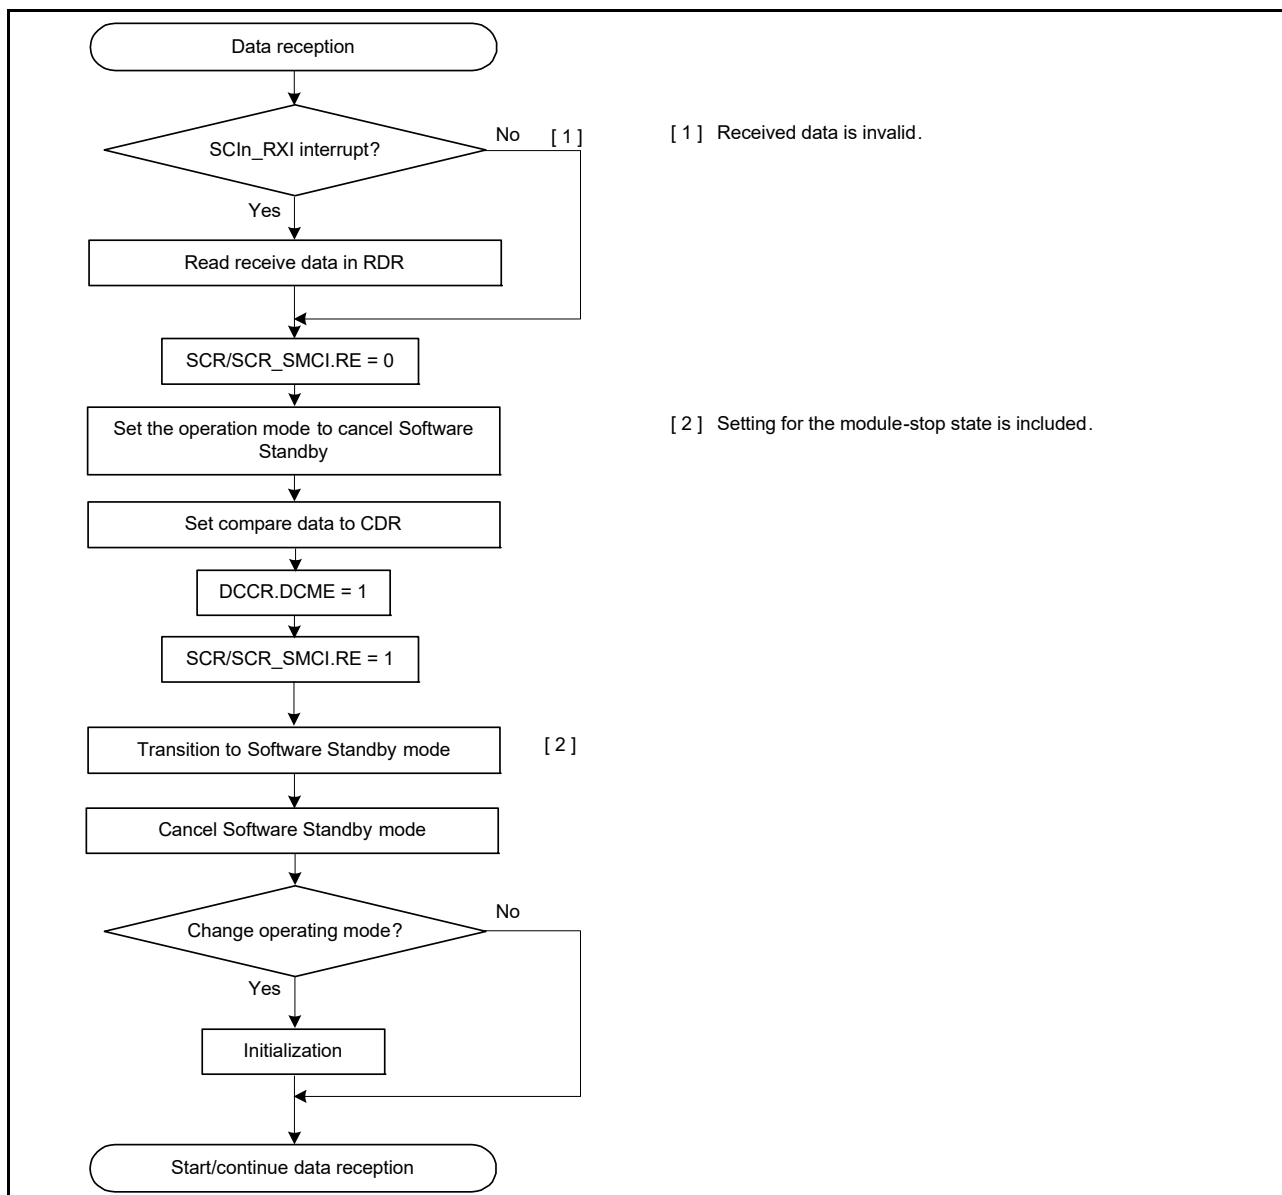 Data reception
SCIn_RXI interrupt?
No
[ 1 ]
[ 1 ] Received data is invalid.
Yes
Read receive data in RDR
SCR/SCR_SMCI.RE = 0
Set the operation mode to cancel Software
Standby
[ 2 ] Setting for the module-stop state is included.
Set compare data to CDR
DCCR.DCME = 1
SCR/SCR_SMCI.RE = 1
Transition to Software Standby mode
[ 2 ]
Cancel Software Standby mode
Change operating mode?
No
Yes
Initialization
Start/continue data reception